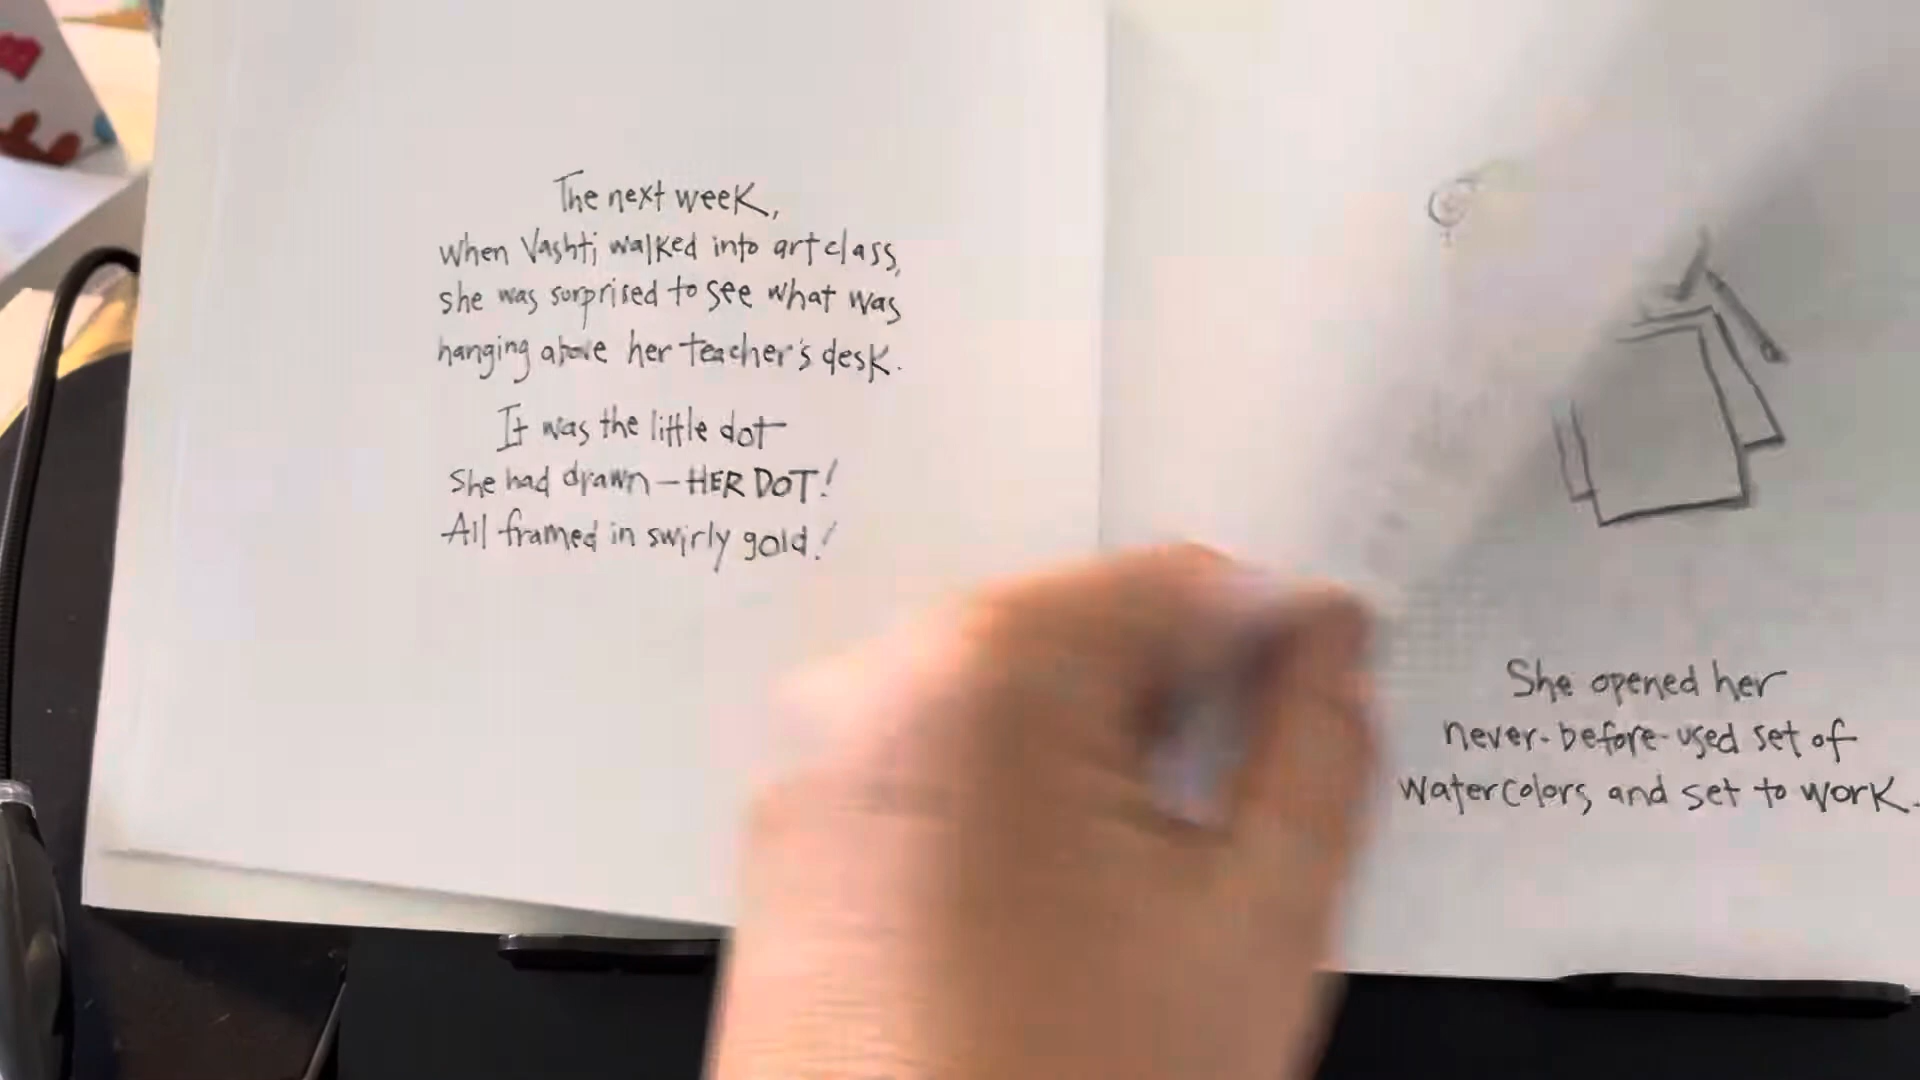 The next week,
when Vashti walked into art class,
she was surprised to see what was
hanging above her teacher's desk.
It was the little dot
She had drawn — HER DOT!
All framed in swirly gold!
She opened her
never-before-used set of
watercolors and set to work.